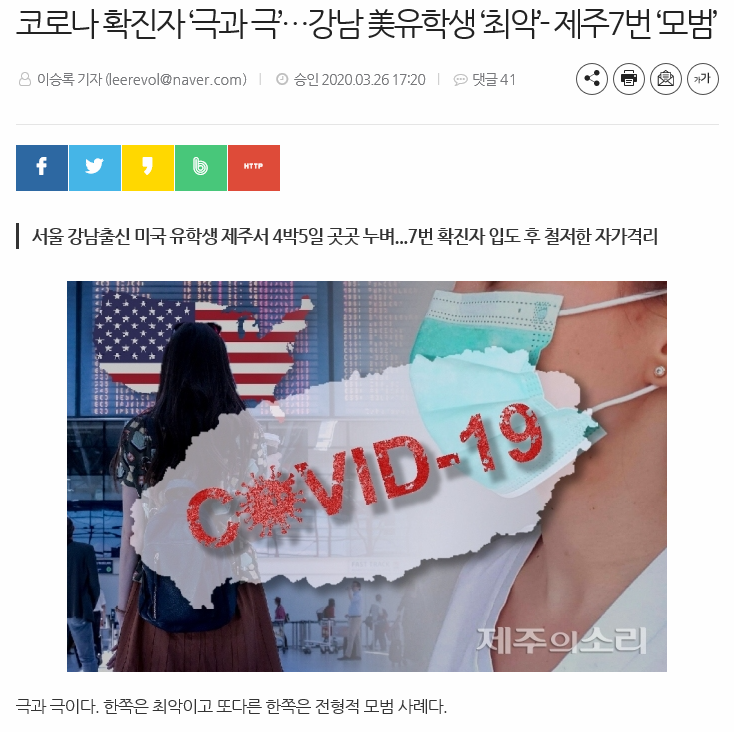 코로나 확진자 ‘극과 극’…강남 美유학생 ‘최악’- 제주7번 ‘모범’
이승록 기자 (leerevol@naver.com) | 승인 2020.03.26 17:20 | 댓글 41
가가
HTTP
서울 강남출신 미국 유학생 제주서 4박5일 곳곳 누벼...7번 확진자 입도 후 철저한 자가격리
COVID-19
제주의소리
극과 극이다. 한쪽은 최악이고 또다른 한쪽은 전형적 모범 사례다.